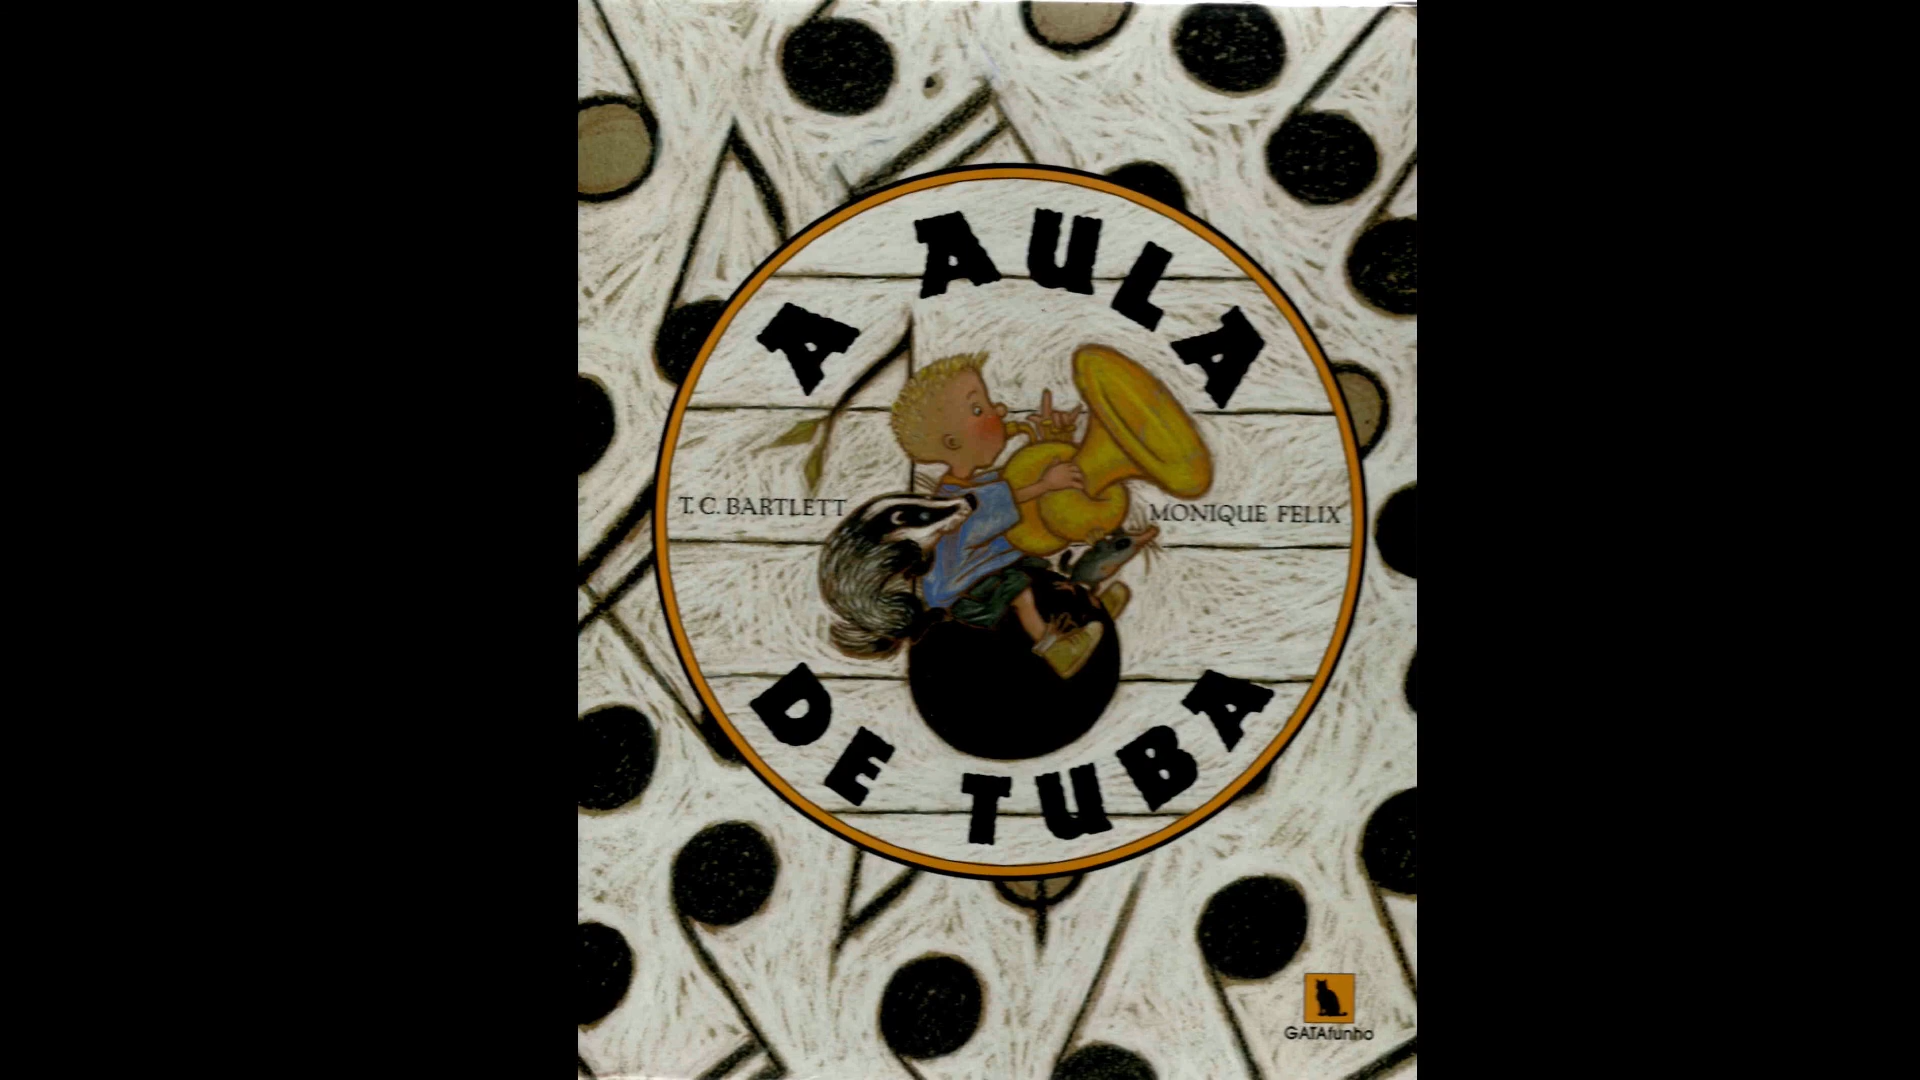 A AULA
T. C. BARTLETT
MONIQUE FELIX
DE TUBA
GATAfunho